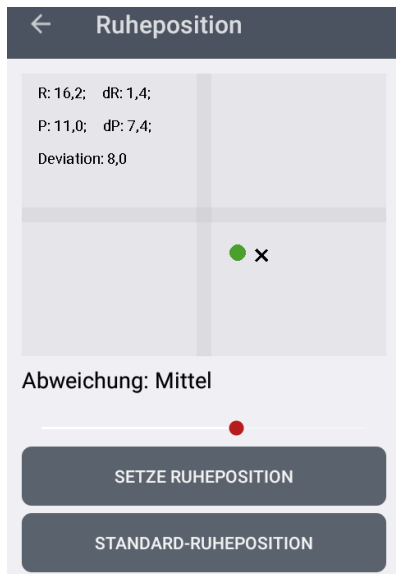 Ruheposition
R: 16,2; dR: 1,4;
P: 11,0; dP: 7,4;
Deviation: 8,0
Abweichung: Mittel
SETZE RUHEPOSITION
STANDARD-RUHEPOSITION